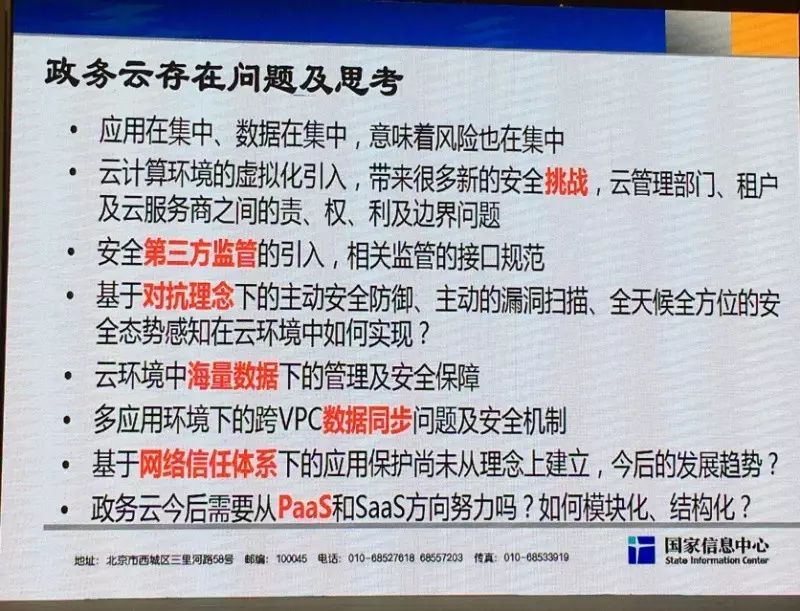 政务云存在问题及思考
• 应用在集中、数据在集中，意味着风险也在集中
• 云计算环境的虚拟化引入，带来很多新的安全挑战，云管理部门、租户
及云服务商之间的责、权、利及边界问题
• 安全第三方监管的引入，相关监管的接口规范
• 基于对抗理念下的主动安全防御、主动的漏洞扫描、全天候全方位的安
全态势感知在云环境中如何实现？
• 云环境中海量数据下的管理及安全保障
• 多应用环境下的跨VPC数据同步问题及安全机制
• 基于网络信任体系下的应用保护尚未从理念上建立，今后的发展趋势？
• 政务云今后需要从PaaS和SaaS方向努力吗？如何模块化、结构化？
地址：北京市西城区三里河路58号 邮编：100045 电话：010-68527618 68557203 传真：010-68533919
国家信息中心
State Information Center